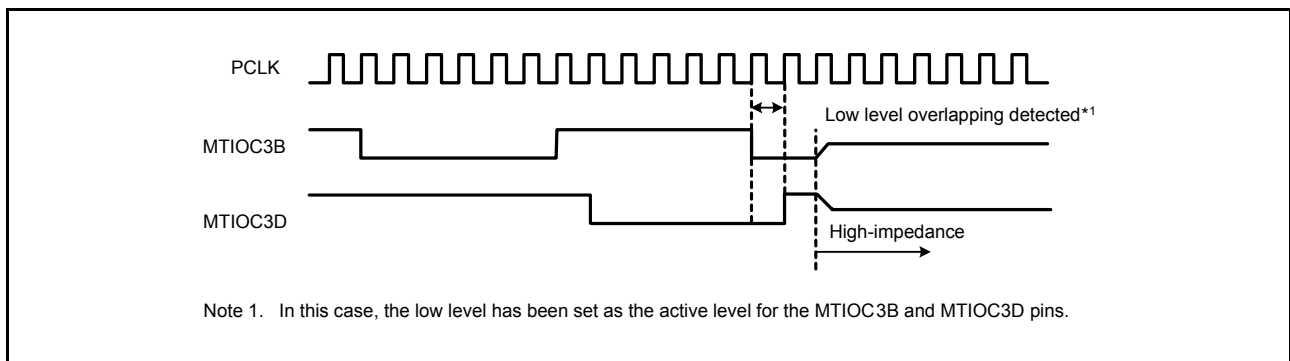 PCLK
Low level overlapping detected*1
MTIOC3B
MTIOC3D
High-impedance
Note 1. In this case, the low level has been set as the active level for the MTIOC3B and MTIOC3D pins.